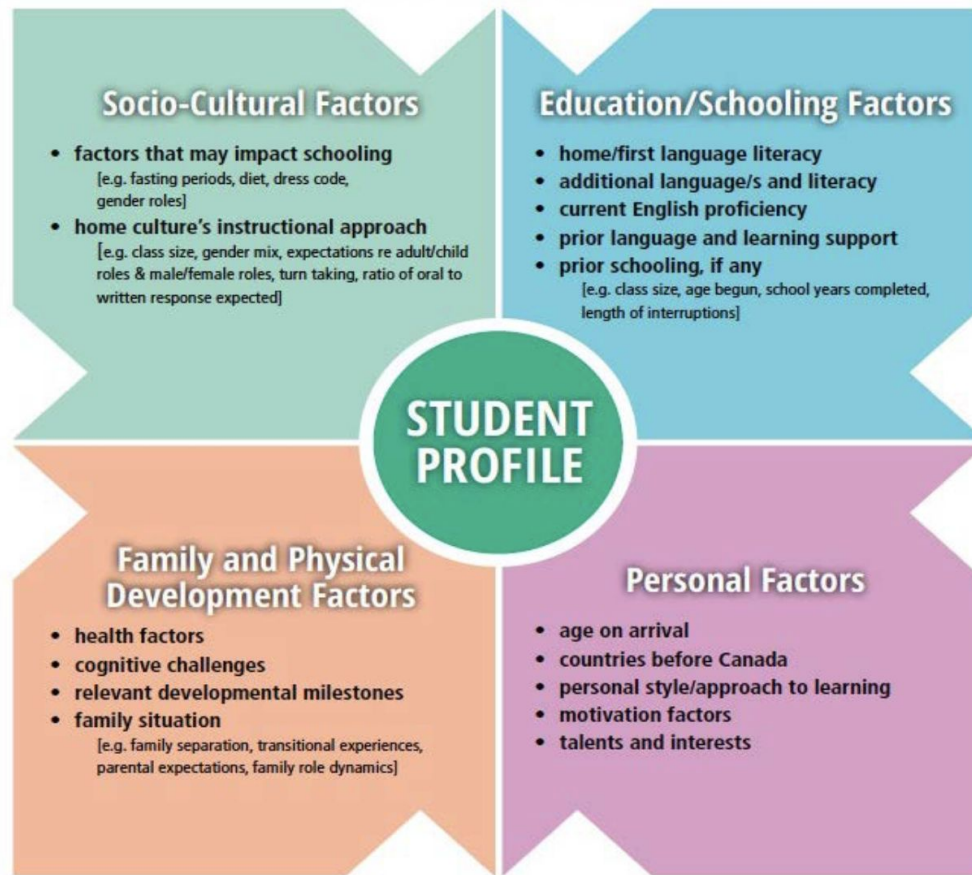 Socio-Cultural Factors
• factors that may impact schooling
[e.g. fasting periods, diet, dress code,
gender roles]
• home culture's instructional approach
[e.g. class size, gender mix, expectations re adult/child
roles & male/female roles, turn taking, ratio of oral to
written response expected]
Education/Schooling Factors
• home/first language literacy
• additional language/s and literacy
• current English proficiency
• prior language and learning support
• prior schooling, if any
[e.g. class size, age begun, school years completed,
length of interruptions]
STUDENT
PROFILE
Family and Physical
Development Factors
• health factors
• cognitive challenges
• relevant developmental milestones
• family situation
[e.g. family separation, transitional experiences,
parental expectations, family role dynamics]
Personal Factors
• age on arrival
• countries before Canada
• personal style/approach to learning
• motivation factors
• talents and interests